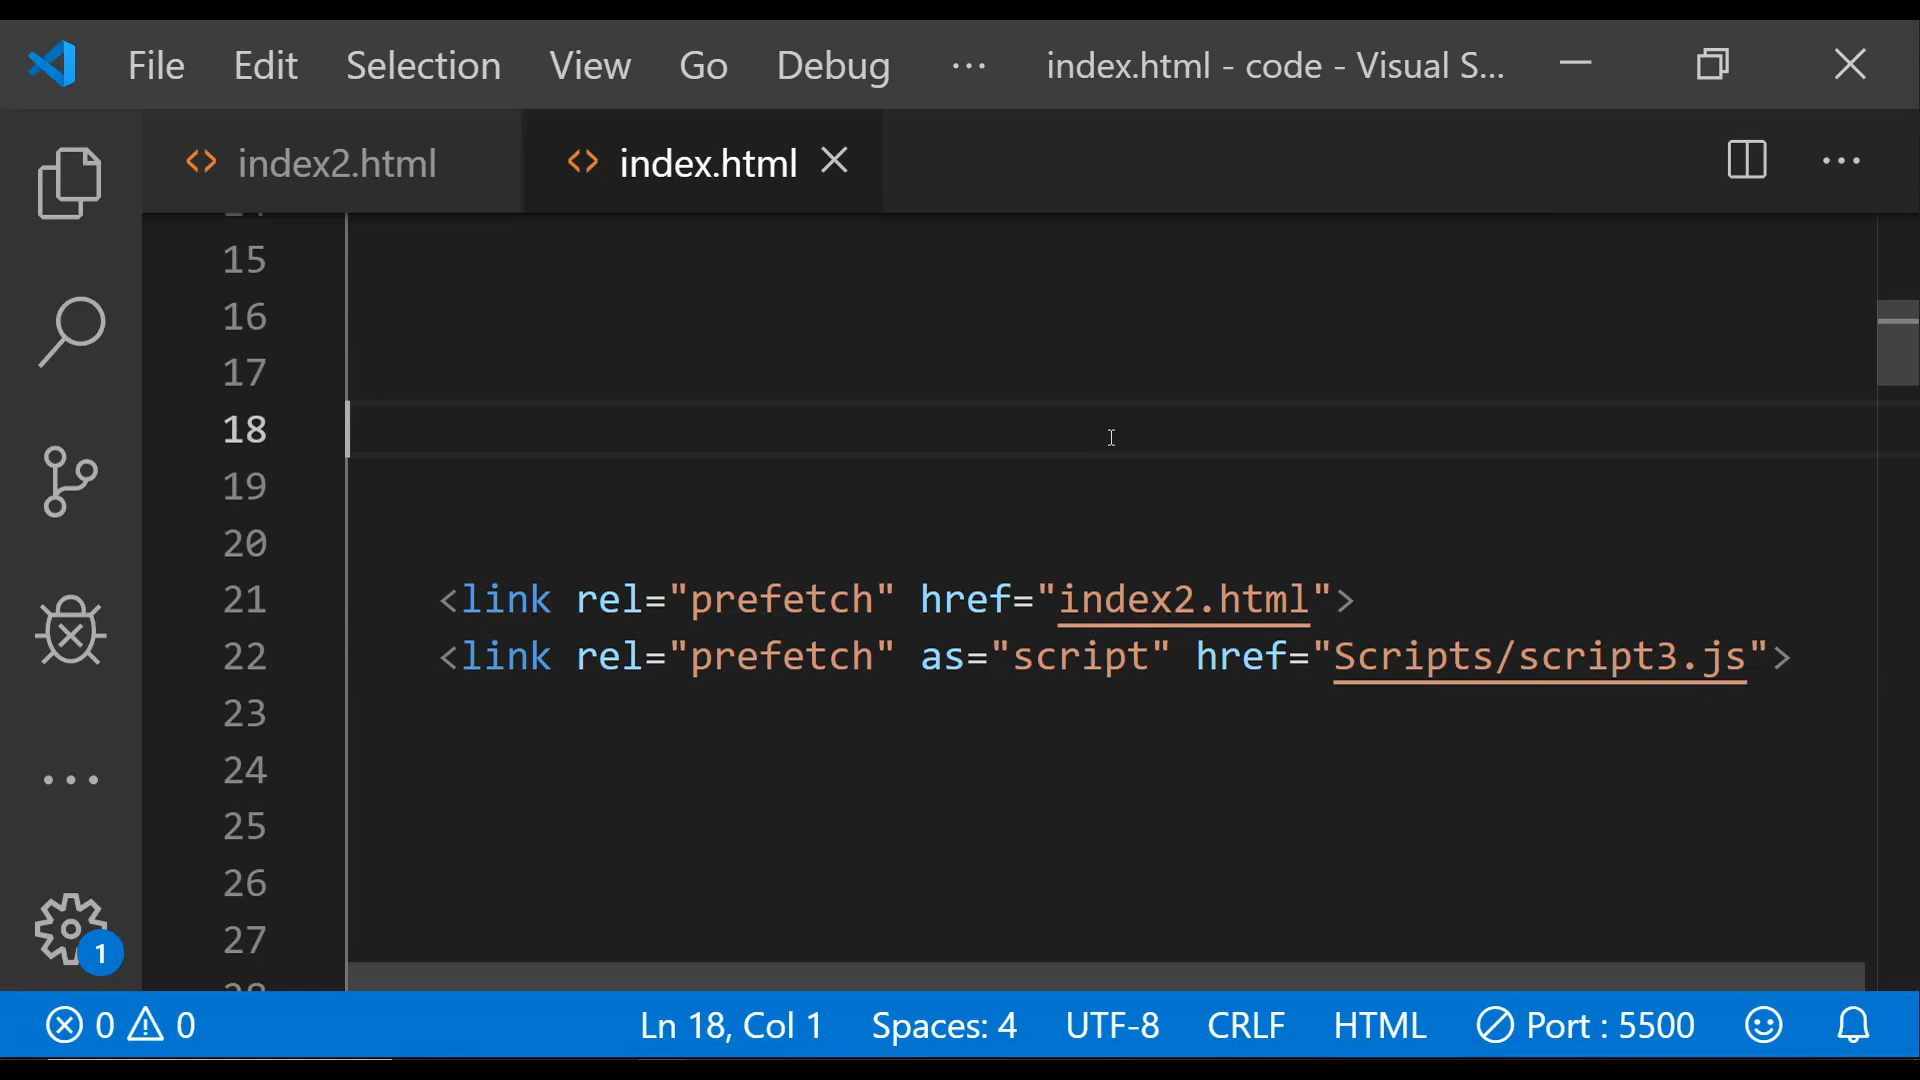 File Edit Selection View Go Debug ... index.html - code - Visual S...
index2.html index.html
15
16
17
18
19
20
21 <link rel="prefetch" href="index2.html">
22 <link rel="prefetch" as="script" href="Scripts/script3.js">
23
24
25
26
27
1
0 0 Ln 18, Col 1 Spaces: 4 UTF-8 CRLF HTML Port : 5500